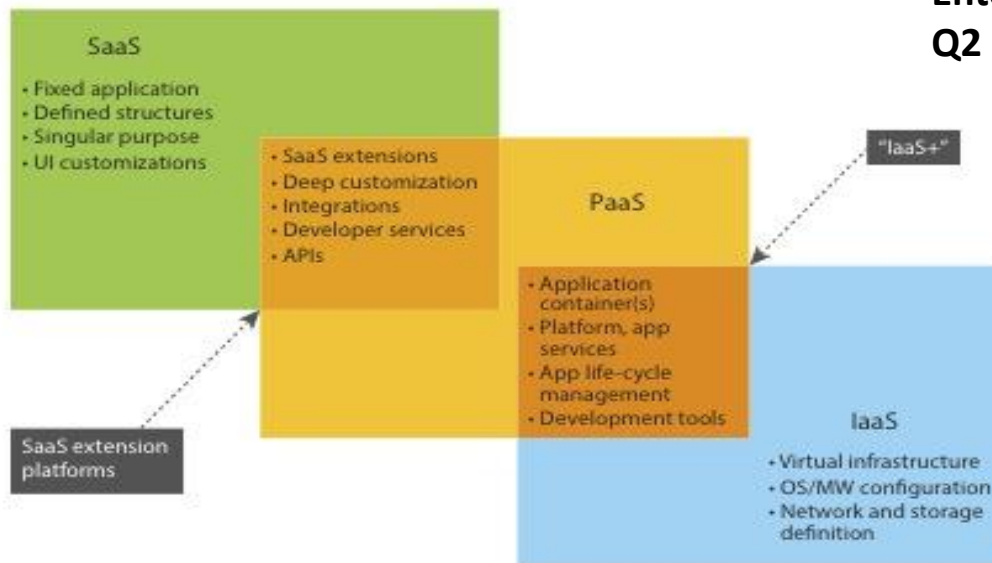 Q2
SaaS
• Fixed application
• Defined structures
• Singular purpose
• UI customizations
• SaaS extensions
• Deep customization
• Integrations
• Developer services
• APIs
"IaaS+"
PaaS
• Application
container(s)
• Platform, app
services
• App life-cycle
management
• Development tools
SaaS extension
platforms
IaaS
• Virtual infrastructure
• OS/MW configuration
• Network and storage
definition